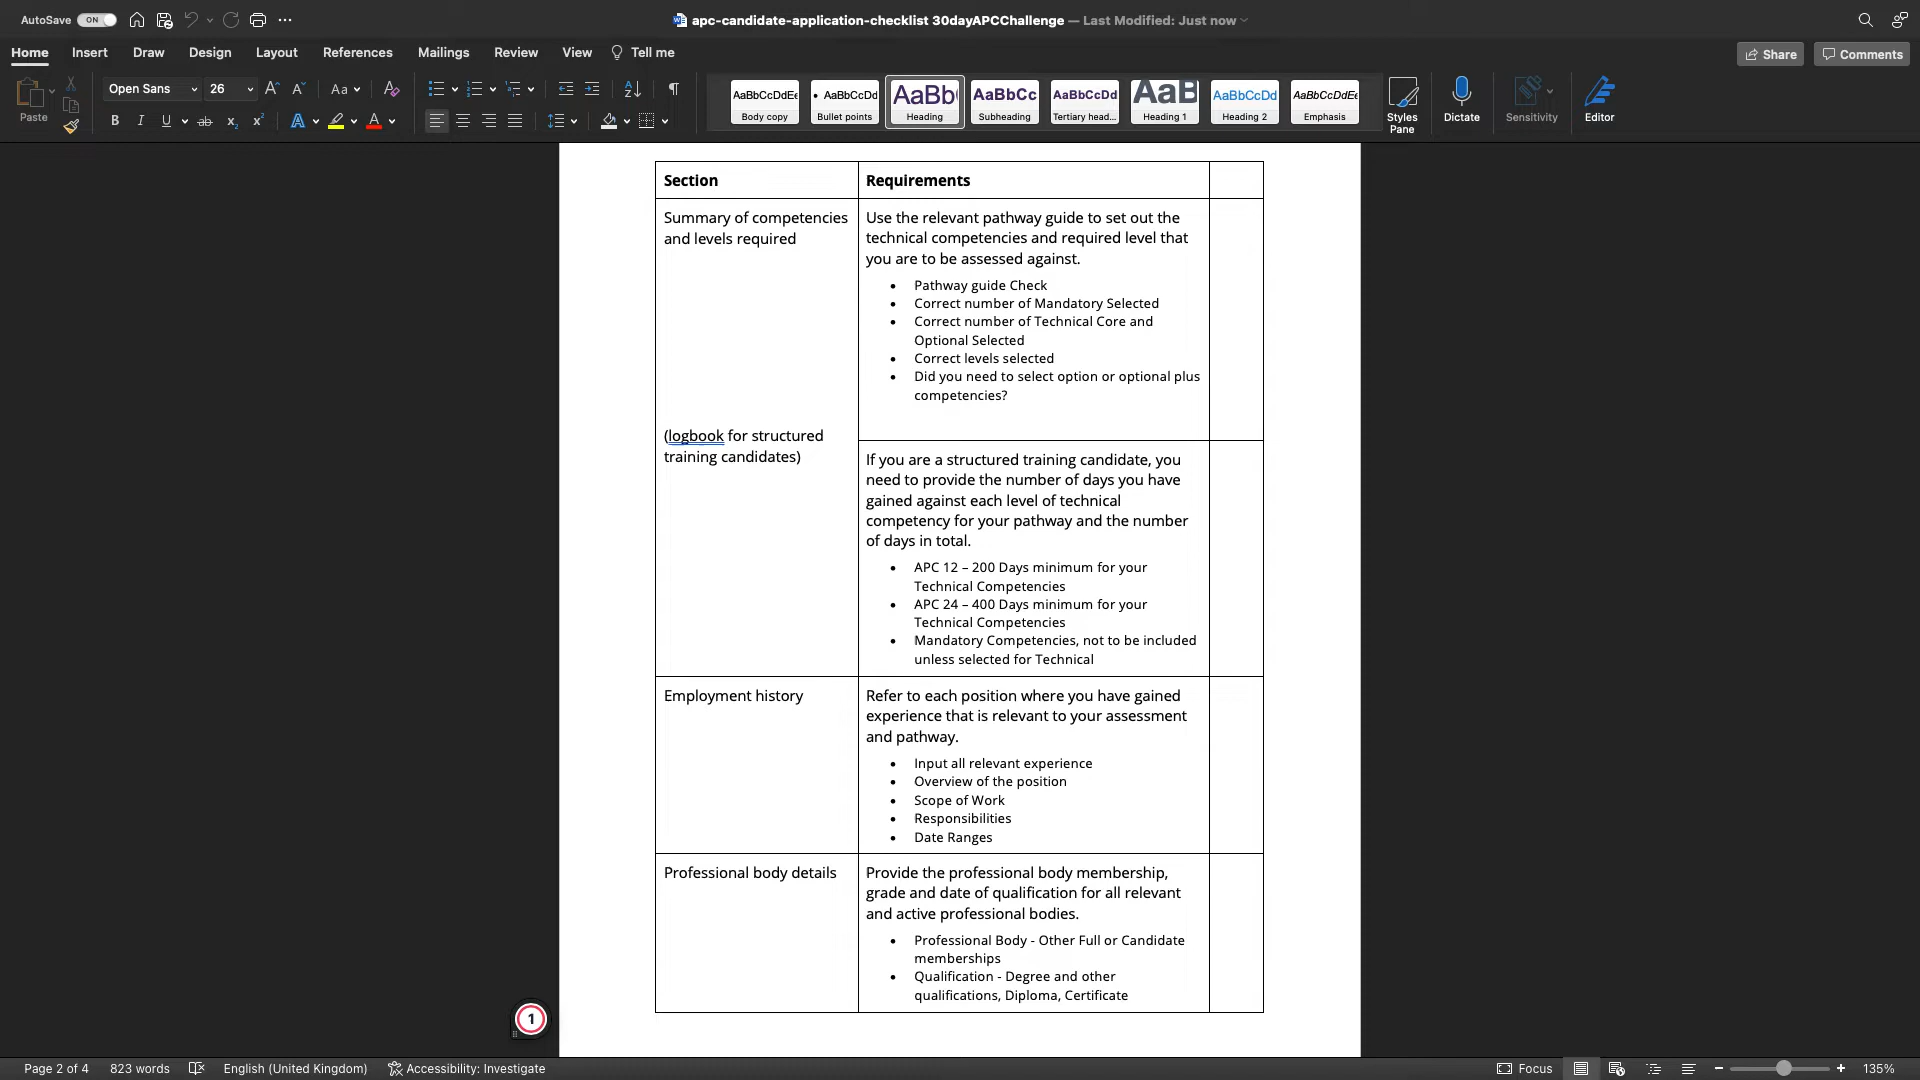 AutoSave ON
apc-candidate-application-checklist 30dayAPCChallenge — Last Modified: Just now
Home Insert Draw Design Layout References Mailings Review View Tell me
Share Comments
Paste
Open Sans 26
AaBbCcDdEe Body copy
• AaBbCcDd Bullet points
AaBb( Heading
AaBbCc Subheading
AaBbCcDd Tertiary head...
AaB Heading 1
AaBbCcDd Heading 2
AaBbCcDdEe Emphasis
Styles Pane
Dictate
Sensitivity
Editor
Section Requirements
Summary of competencies
and levels required
Use the relevant pathway guide to set out the
technical competencies and required level that
you are to be assessed against.
• Pathway guide Check
• Correct number of Mandatory Selected
• Correct number of Technical Core and
Optional Selected
• Correct levels selected
• Did you need to select option or optional plus
competencies?
(logbook for structured
training candidates)
If you are a structured training candidate, you
need to provide the number of days you have
gained against each level of technical
competency for your pathway and the number
of days in total.
• APC 12 – 200 Days minimum for your
Technical Competencies
• APC 24 – 400 Days minimum for your
Technical Competencies
• Mandatory Competencies, not to be included
unless selected for Technical
Employment history
Refer to each position where you have gained
experience that is relevant to your assessment
and pathway.
• Input all relevant experience
• Overview of the position
• Scope of Work
• Responsibilities
• Date Ranges
Professional body details
Provide the professional body membership,
grade and date of qualification for all relevant
and active professional bodies.
• Professional Body - Other Full or Candidate
memberships
• Qualification - Degree and other
qualifications, Diploma, Certificate
1
Page 2 of 4 823 words English (United Kingdom) Accessibility: Investigate Focus 135%